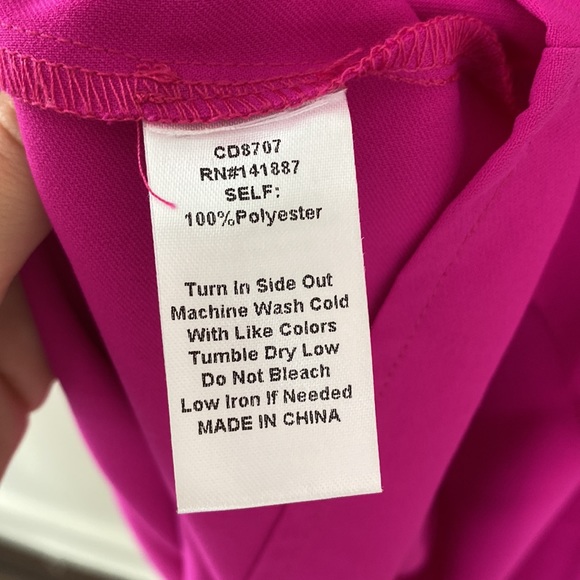 CD8707
RN#141887
SELF:
100%Polyester
Turn In Side Out
Machine Wash Cold
With Like Colors
Tumble Dry Low
Do Not Bleach
Low Iron If Needed
MADE IN CHINA